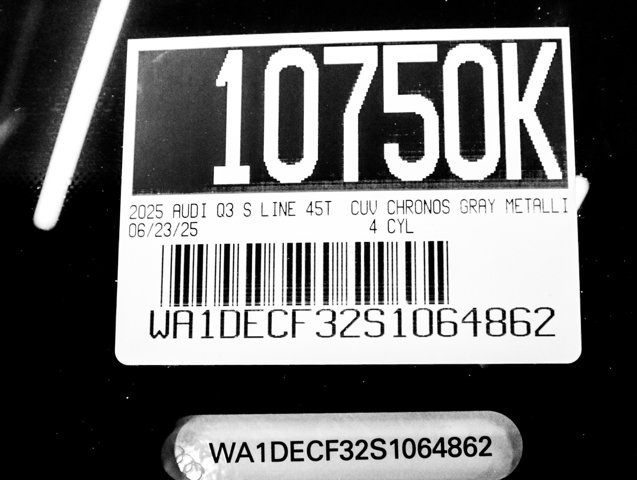 10750K
2025 AUDI Q3 S LINE 45T CUV CHRONOS GRAY METALLI
06/23/25 4 CYL
WA1DECF32S1064862
WA1DECF32S1064862